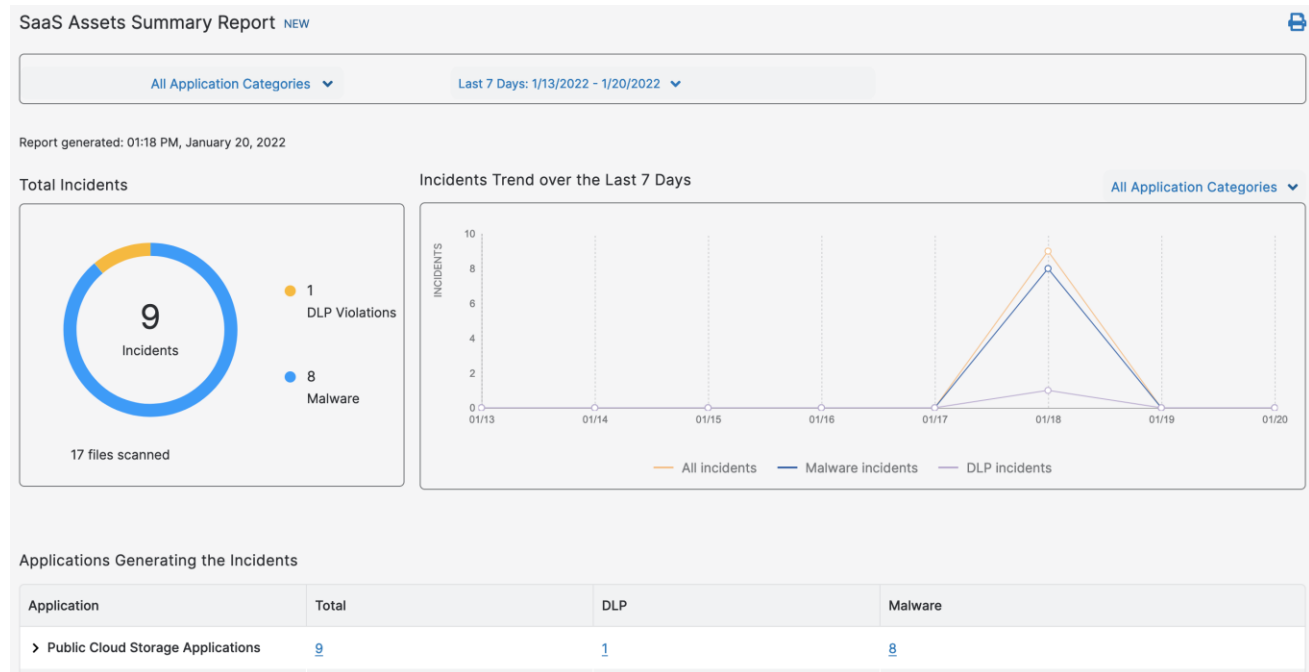 SaaS Assets Summary Report NEW
All Application Categories
Last 7 Days: 1/13/2022 - 1/20/2022
Report generated: 01:18 PM, January 20, 2022
Total Incidents
9
Incidents
1
DLP Violations
8
Malware
17 files scanned
Incidents Trend over the Last 7 Days
All Application Categories
INCIDENTS
10
8
6
4
2
0
01/13 01/14 01/15 01/16 01/17 01/18 01/19 01/20
All incidents Malware incidents DLP incidents
Applications Generating the Incidents
Application Total DLP Malware
Public Cloud Storage Applications 9 1 8